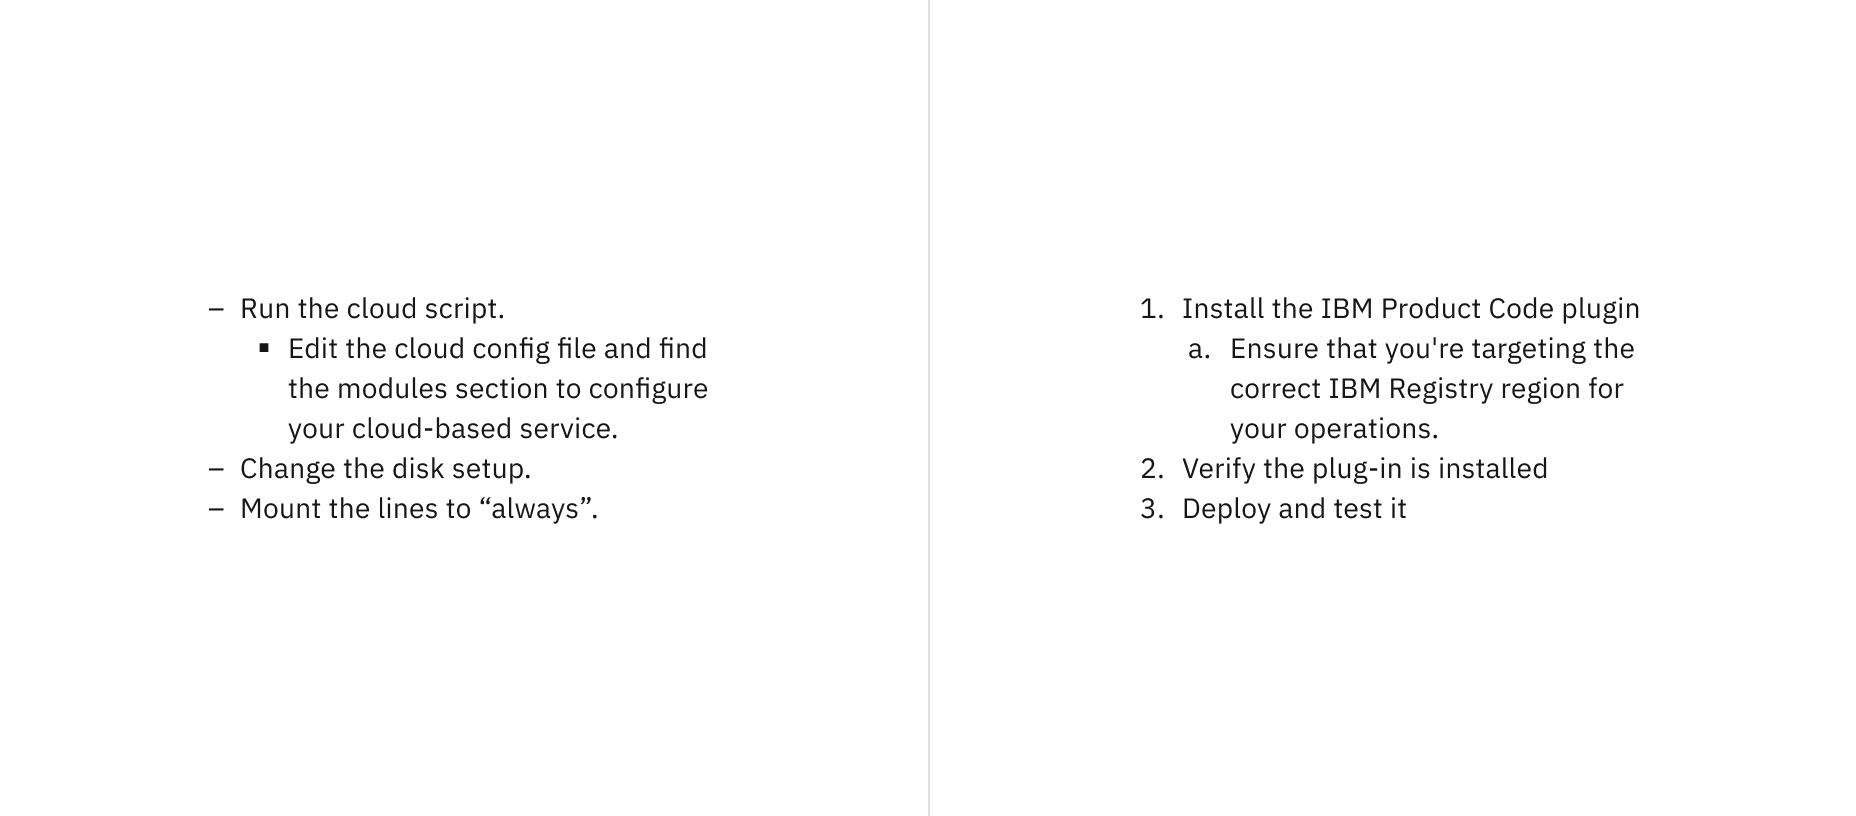 – Run the cloud script.
▪ Edit the cloud config file and find
the modules section to configure
your cloud-based service.
– Change the disk setup.
– Mount the lines to “always”.
1. Install the IBM Product Code plugin
a. Ensure that you're targeting the
correct IBM Registry region for
your operations.
2. Verify the plug-in is installed
3. Deploy and test it